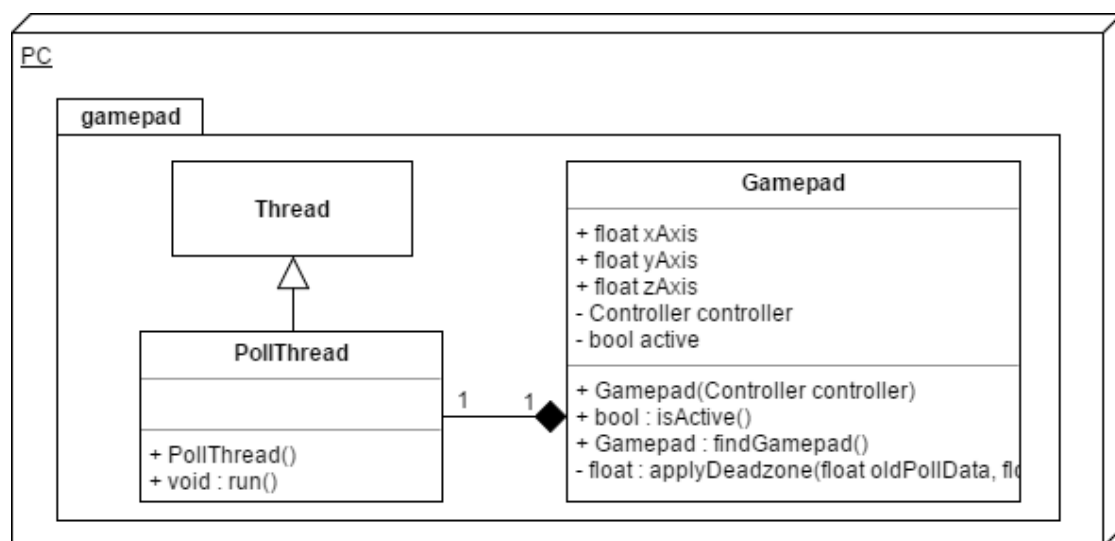 PC
gamepad
Thread
PollThread
+ PollThread()
+ void : run()
1
1
Gamepad
+ float xAxis
+ float yAxis
+ float zAxis
- Controller controller
- bool active
+ Gamepad(Controller controller)
+ bool : isActive()
+ Gamepad : findGamepad()
- float : applyDeadzone(float oldPollData,